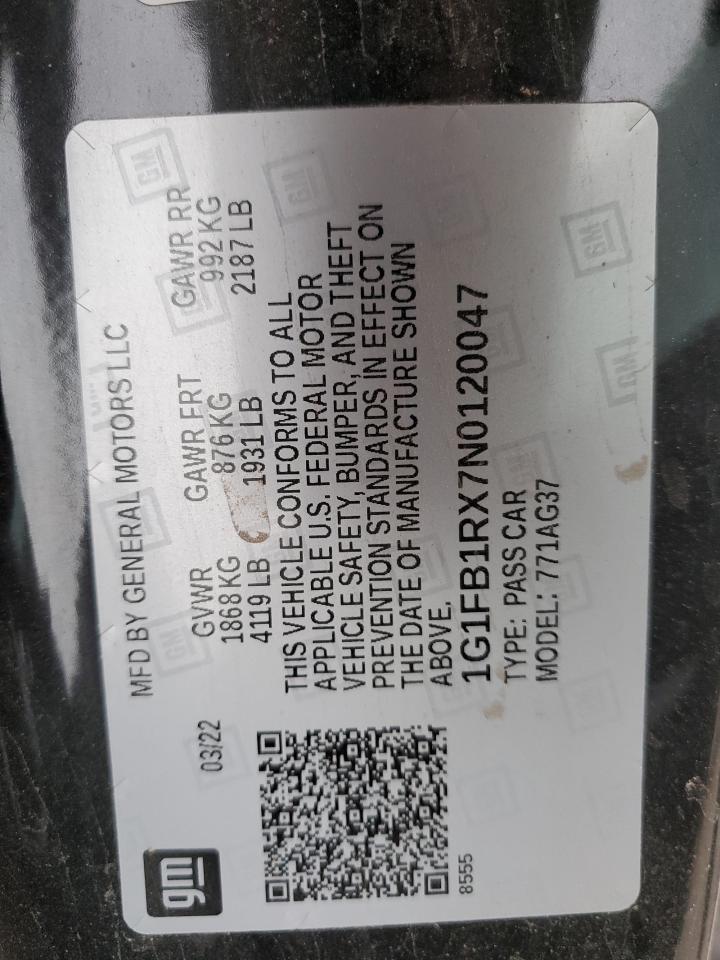 gm
03/22
MFD BY GENERAL MOTORS LLC
GVWR GAWR FRT GAWR RR
1868 KG 876 KG 992 KG
4119 LB 1931 LB 2187 LB
THIS VEHICLE CONFORMS TO ALL
APPLICABLE U.S. FEDERAL MOTOR
VEHICLE SAFETY, BUMPER, AND THEFT
PREVENTION STANDARDS IN EFFECT ON
THE DATE OF MANUFACTURE SHOWN
ABOVE.
1G1FB1RX7N0120047
TYPE: PASS CAR
MODEL: 771AG37
8555